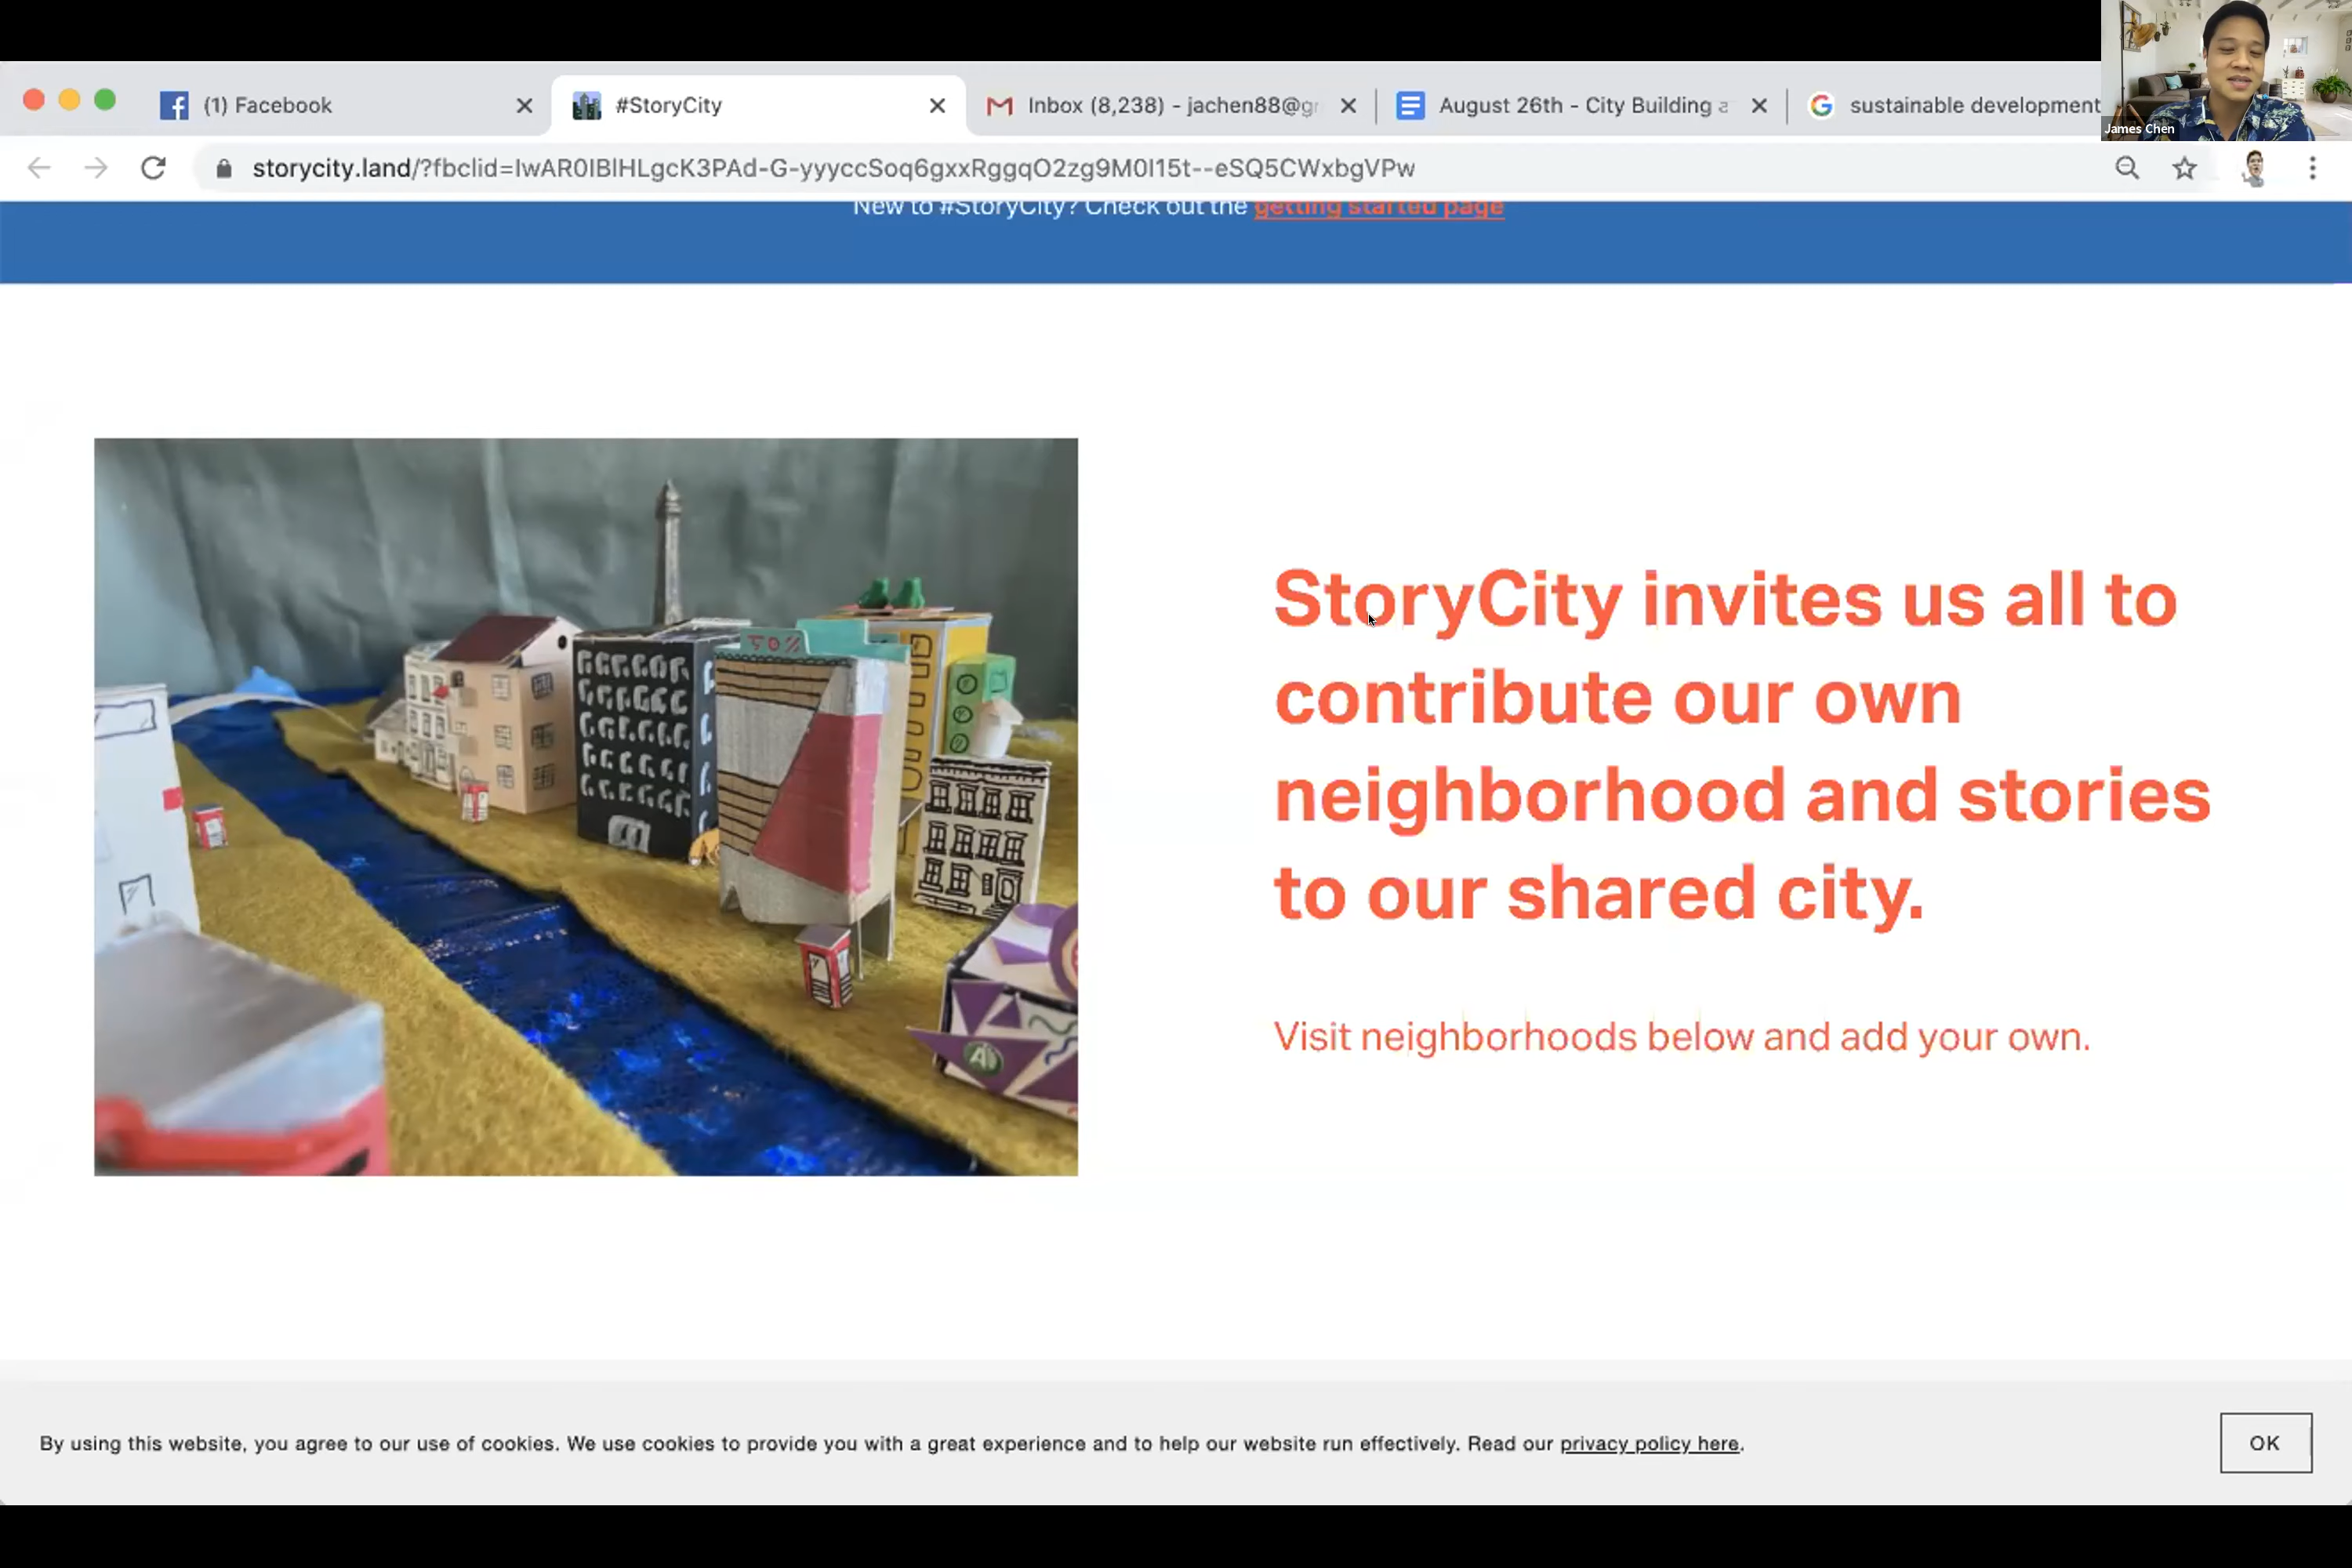 James Chen
(1) Facebook
#StoryCity
Inbox (8,238) - jachen88@g
August 26th - City Building a
sustainable development
storycity.land/?fbclid=IwAR0IBlHLgcK3PAd-G-yyyccSoq6gxxRggqO2zg9M0I15t--eSQ5CWxbgVPw
New to #StoryCity? Check out the getting started page
50%
StoryCity invites us all to
contribute our own
neighborhood and stories
to our shared city.
Visit neighborhoods below and add your own.
By using this website, you agree to our use of cookies. We use cookies to provide you with a great experience and to help our website run effectively. Read our privacy policy here.
OK